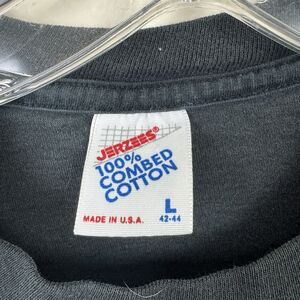 JERZEES®
100%
COMBED
COTTON
L
MADE IN U.S.A. 42-44